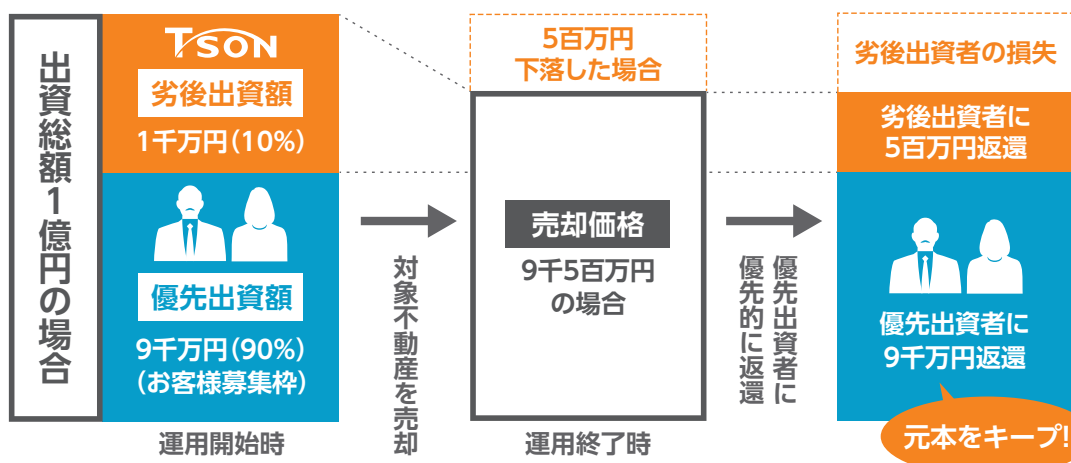 出資総額1億円の場合
TSON
劣後出資額
1千万円(10%)
優先出資額
9千万円(90%)
(お客様募集枠)
運用開始時
対象不動産を売却
5百万円
下落した場合
売却価格
9千5百万円
の場合
運用終了時
優先出資者に
優先的に返還
劣後出資者の損失
劣後出資者に
5百万円返還
優先出資者に
9千万円返還
元本をキープ!